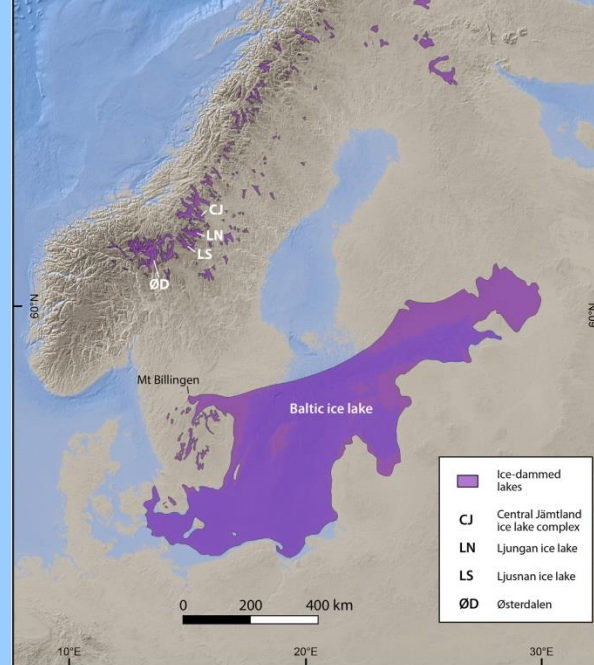 CJ
LN
LS
ØD
60°N
60°N
Mt Billingen
Baltic ice lake
Ice-dammed
lakes
CJ Central Jämtland
ice lake complex
LN Ljungan ice lake
LS Ljusnan ice lake
ØD Østerdalen
0 200 400 km
10°E 20°E 30°E